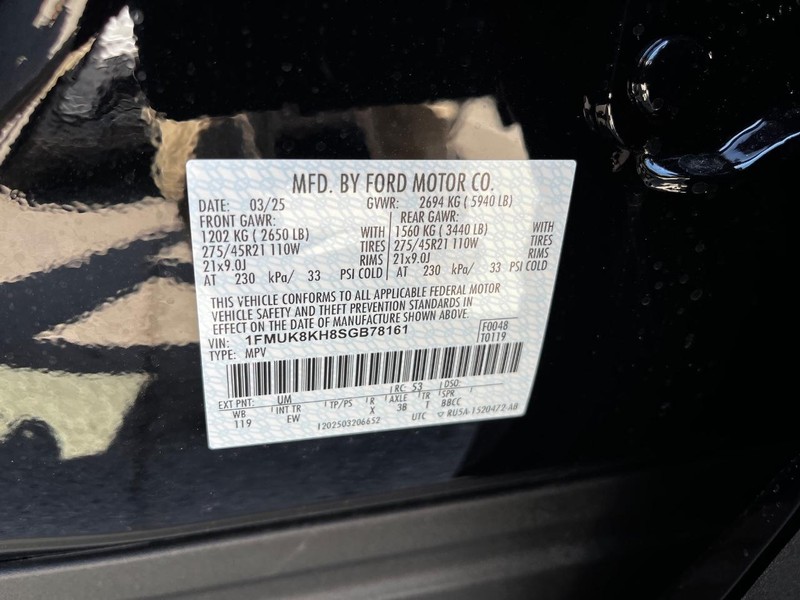 MFD. BY FORD MOTOR CO.
DATE: 03/25 GVWR: 2694 KG ( 5940 LB)
FRONT GAWR: REAR GAWR:
1202 KG ( 2650 LB) WITH 1560 KG ( 3440 LB) WITH
275/45R21 110W TIRES 275/45R21 110W TIRES
21x9.0J RIMS 21x9.0J RIMS
AT 230 kPa/ 33 PSI COLD AT 230 kPa/ 33 PSI COLD
THIS VEHICLE CONFORMS TO ALL APPLICABLE FEDERAL MOTOR
VEHICLE SAFETY AND THEFT PREVENTION STANDARDS IN
EFFECT ON THE DATE OF MANUFACTURE SHOWN ABOVE.
VIN: 1FMUK8KH8SGB78161 F0048
TYPE: MPV T0119
EXT PNT: UM RC: 53 DSO:
WB INT TR TP/PS R AXLE TR SPR
119 EW X 3B T BBCC
1202503206652 UTC RU5A-1520472-AB